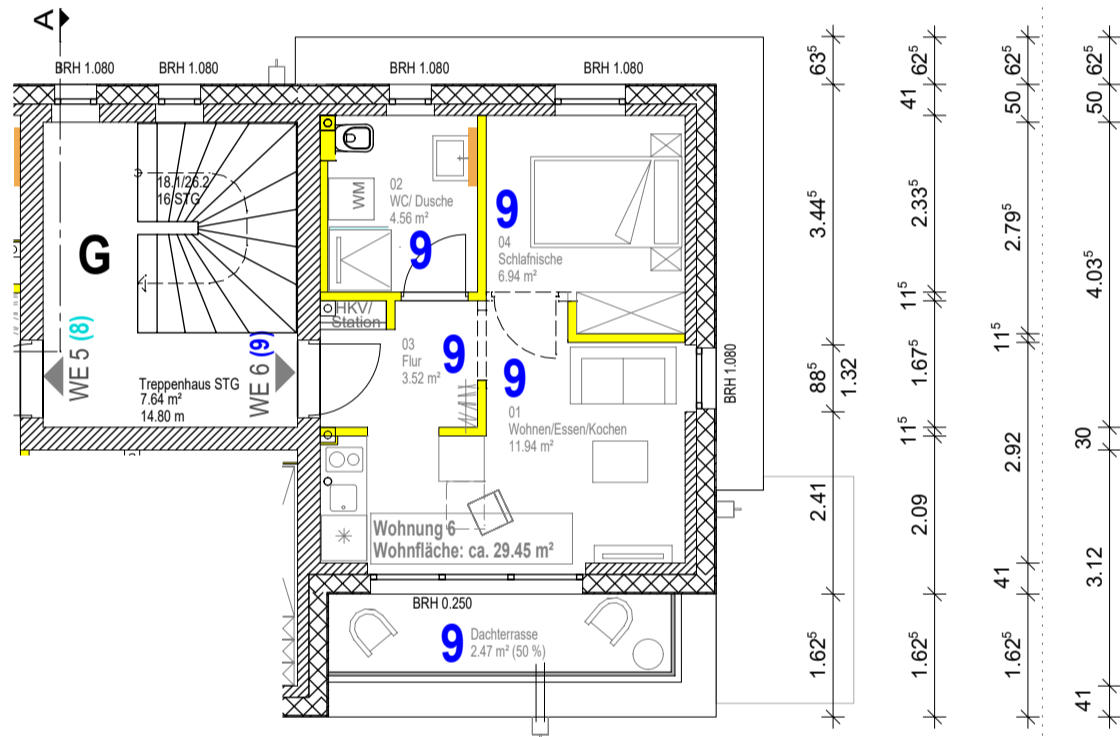 A
BRH 1.080
BRH 1.080
BRH 1.080
BRH 1.080
18.1/26.2
16 STG
G
WE 5 (8)
WE 6 (9)
Treppenhaus STG
7.64 m²
14.80 m
WM
02
WC/ Dusche
4.56 m²
9
9
04
Schlafnische
6.94 m²
HKV/
Station
03
Flur
3.52 m²
9
9
01
Wohnen/Essen/Kochen
11.94 m²
BRH 1.080
Wohnung 6
Wohnfläche: ca. 29.45 m²
BRH 0.250
9
Dachterrasse
2.47 m² (50 %)
63⁵
3.44⁵
88⁵
1.32
2.41
1.62⁵
62⁵
41
2.33⁵
11⁵
1.67⁵
11⁵
2.09
1.62⁵
62⁵
50
2.79⁵
11⁵
2.92
41
1.62⁵
62⁵
50
4.03⁵
30
3.12
41